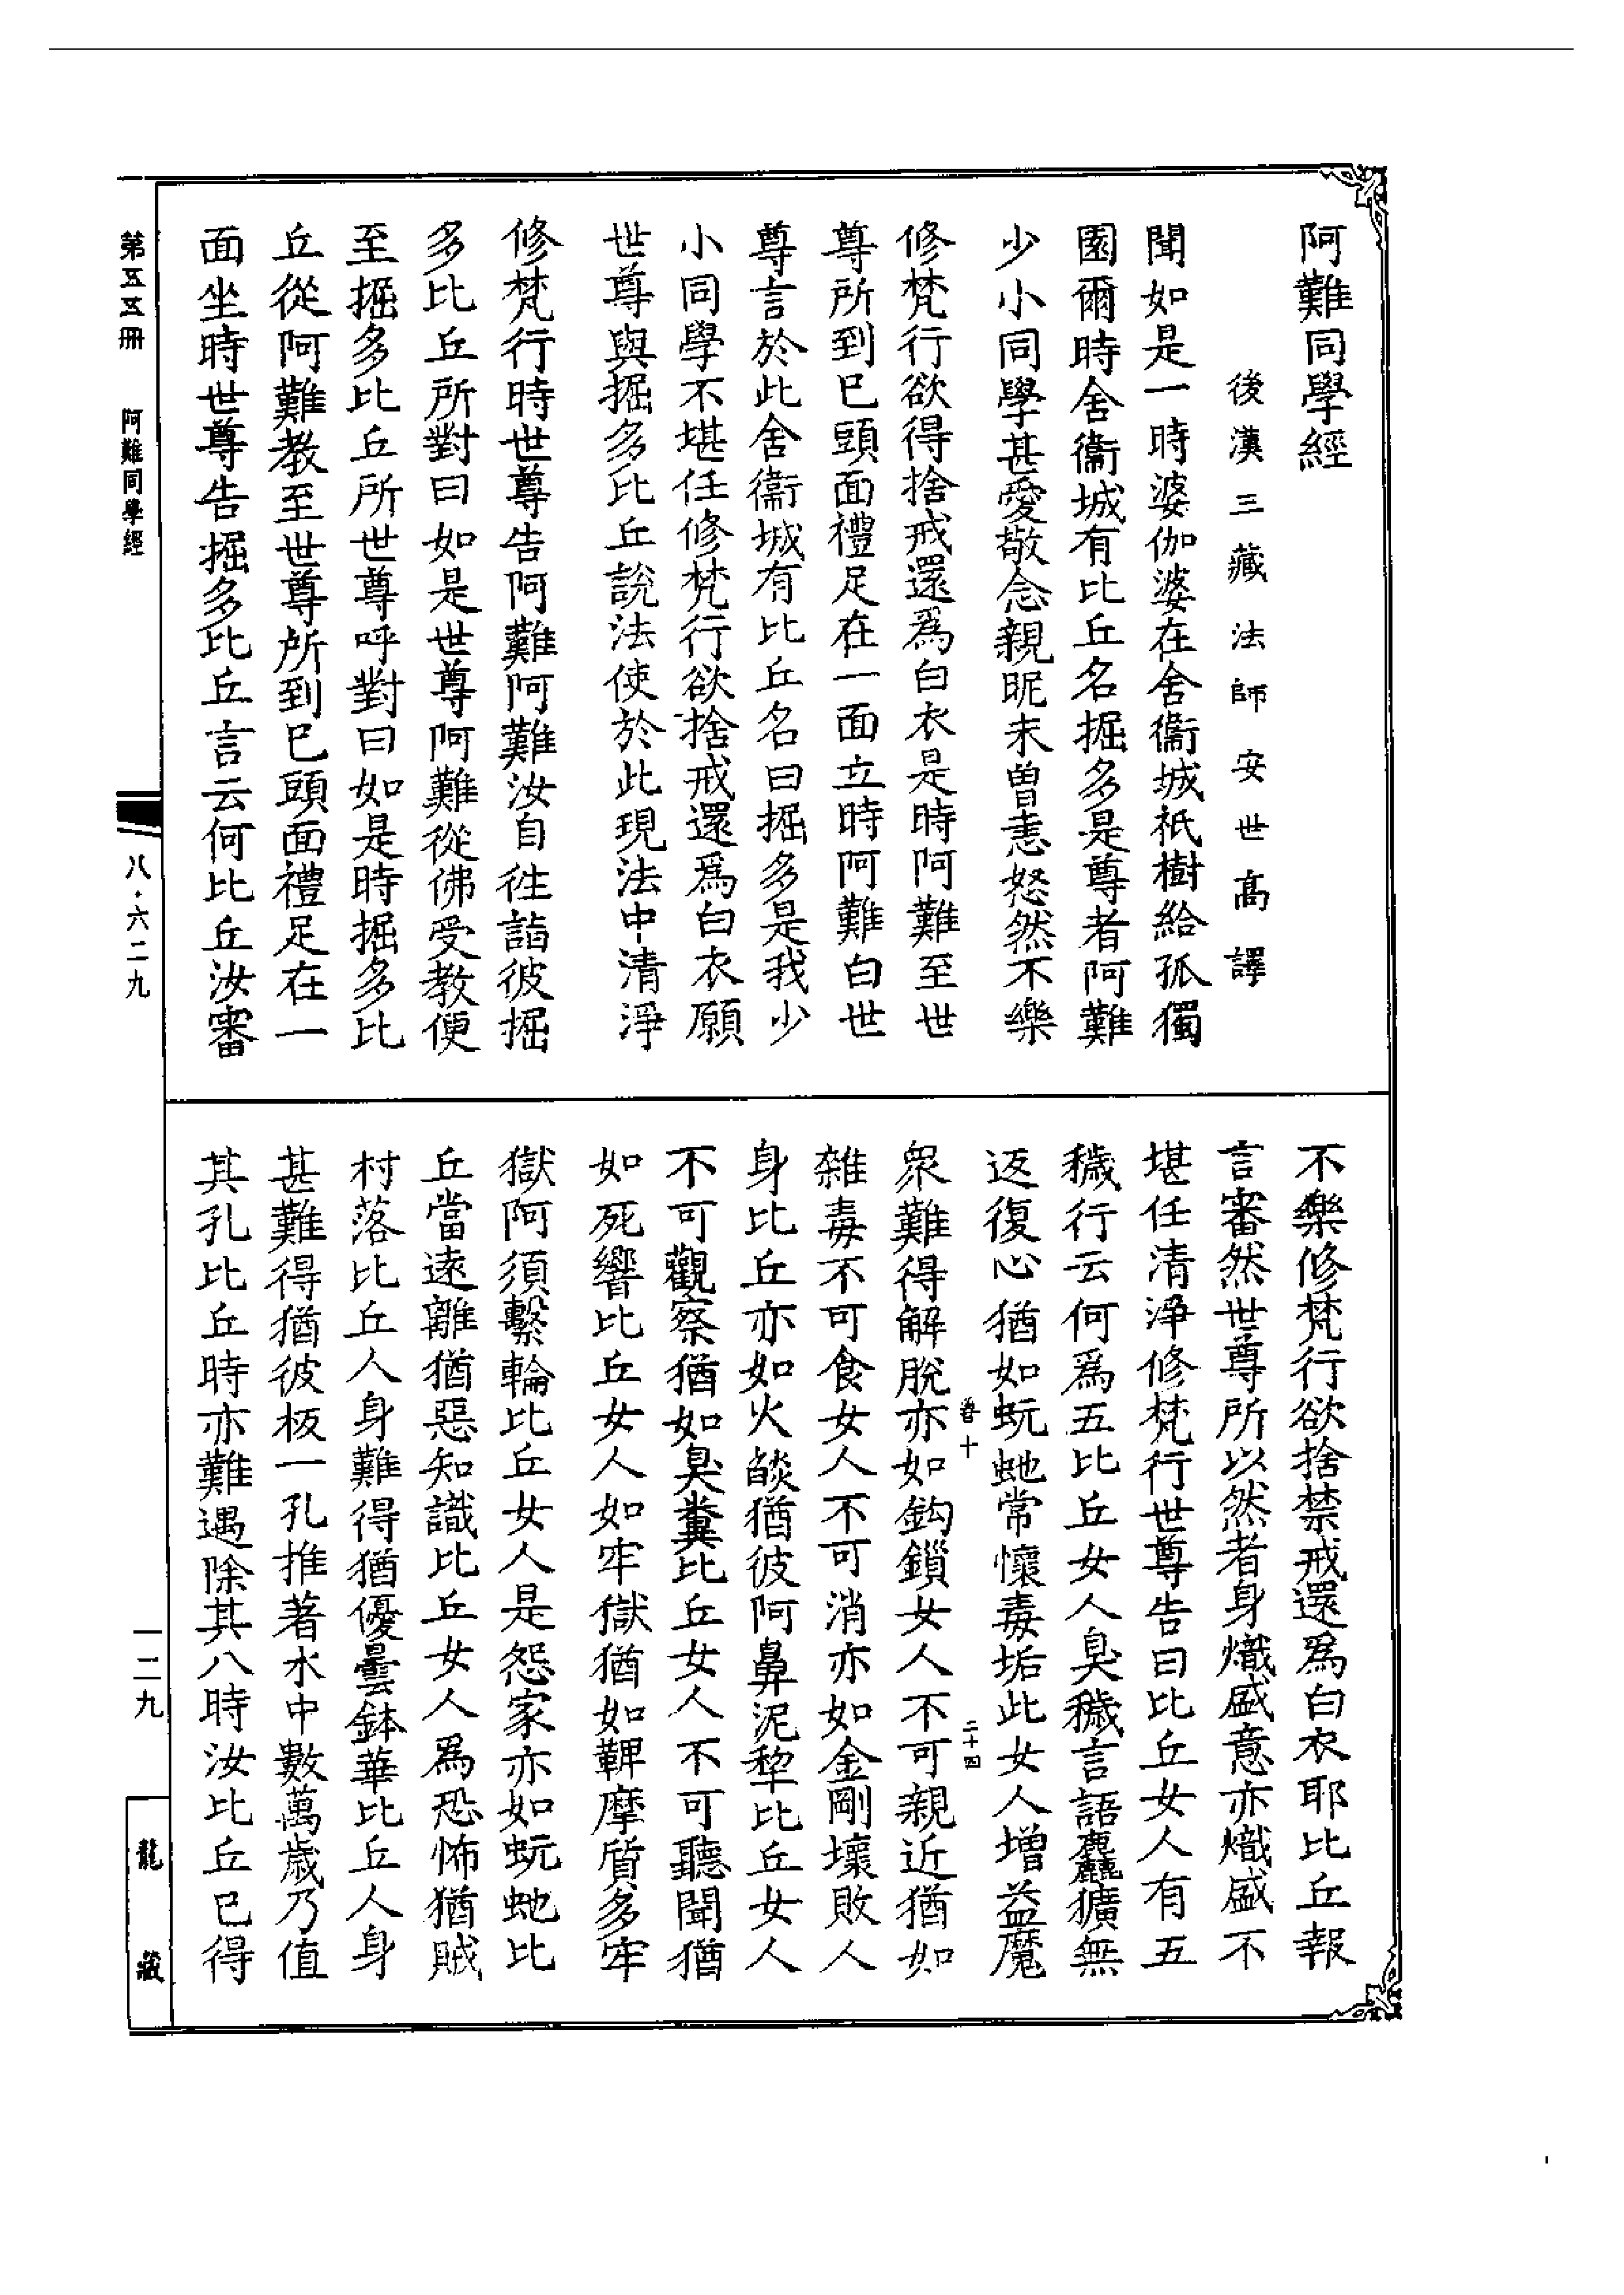 阿難同學經
後漢三藏法師安世高譯
聞如是一時婆伽婆在舍衞城祇樹給孤獨
園爾時舍衞城有比丘名掘多是尊者阿難
少小同學甚愛敬念親昵未曾恚怒然不樂
修梵行欲得捨戒還爲白衣是時阿難至世
尊所到已頭面禮足在一面立時阿難白世
尊言於此舍衞城有比丘名曰掘多是我少
小同學不堪任修梵行欲捨戒還爲白衣願
世尊與掘多比丘說法使於此現法中清淨
修梵行時世尊告阿難阿難汝自往詣彼掘
多比丘所對曰如是世尊阿難從佛受教便
至掘多比丘所世尊呼對曰如是時掘多比
丘從阿難教至世尊所到已頭面禮足在一
面坐時世尊告掘多比丘言云何比丘汝審
不樂修梵行欲捨禁戒還爲白衣耶比丘報
言審然世尊所以然者身熾盛意亦熾盛不
堪任清淨修梵行世尊告曰比丘女人有五
穢行云何爲五比丘女人臭穢言語麤獷無
返復心猶如蚖虵常懷毒垢此女人增益魔
衆難得解脫亦如鉤鎖女人不可親近猶如
雜毒不可食女人不可消亦如金剛壞敗人
身比丘亦如火燄猶彼阿鼻泥犂比丘女人
不可觀察猶如臭糞比丘女人不可聽聞猶
如死響比丘女人如牢獄猶如鞞摩質多牢
獄阿須繫輪比丘女人是怨家亦如蚖虵比
丘當遠離猶惡知識比丘女人爲恐怖猶賊
村落比丘人身難得猶優曇鉢華比丘人身
甚難得猶彼板一孔推著水中數萬歲乃值
其孔比丘時亦難遇除其八時汝比丘已得
善十
二十四
第五五冊
阿難同學經
八·六二九
一二九
龍藏